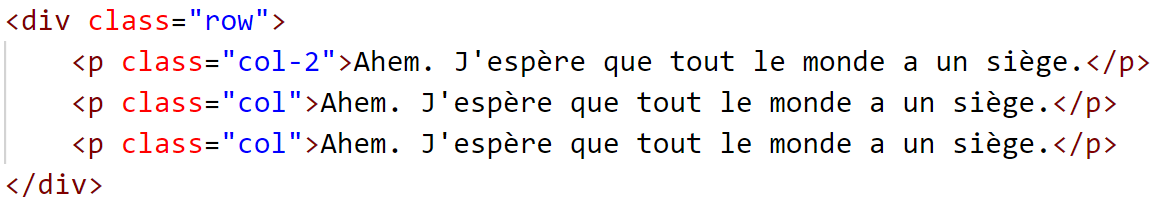 <div class="row">
    <p class="col-2">Ahem. J'espère que tout le monde a un siège.</p>
    <p class="col">Ahem. J'espère que tout le monde a un siège.</p>
    <p class="col">Ahem. J'espère que tout le monde a un siège.</p>
</div>